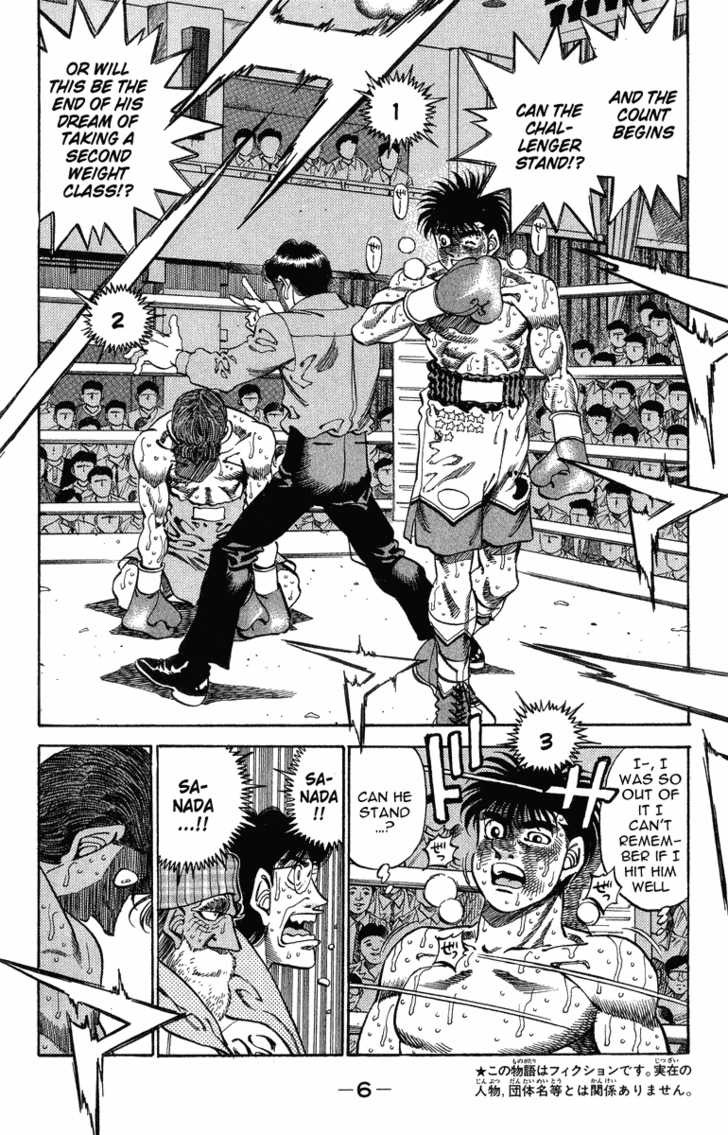 AND THE
COUNT
BEGINS
CAN THE
CHAL-
LENGER
STAND!?
1
OR WILL
THIS BE THE
END OF HIS
DREAM OF
TAKING A
SECOND
WEIGHT
CLASS!?
2
3
I-, I
WAS SO
OUT OF
IT I
CAN'T
REMEM-
BER IF I
HIT HIM
WELL
CAN HE
STAND
...?
SA-
NADA
!!
SA-
NADA
...!!
★この物語はフィクションです。実在の
人物，団体名等とは関係ありません。
—6—